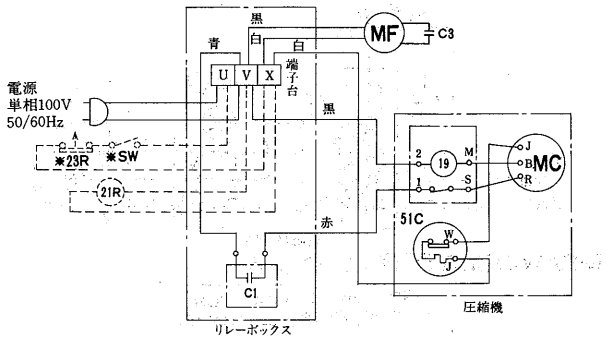 黒
白
MF
C3
青
白
U V X
端子台
電源
単相100V
50/60Hz
黒
A
※23R
※SW
21R
2
19
M
J
B
MC
1
S
R
赤
51C
W
J
C1
圧縮機
リレーボックス